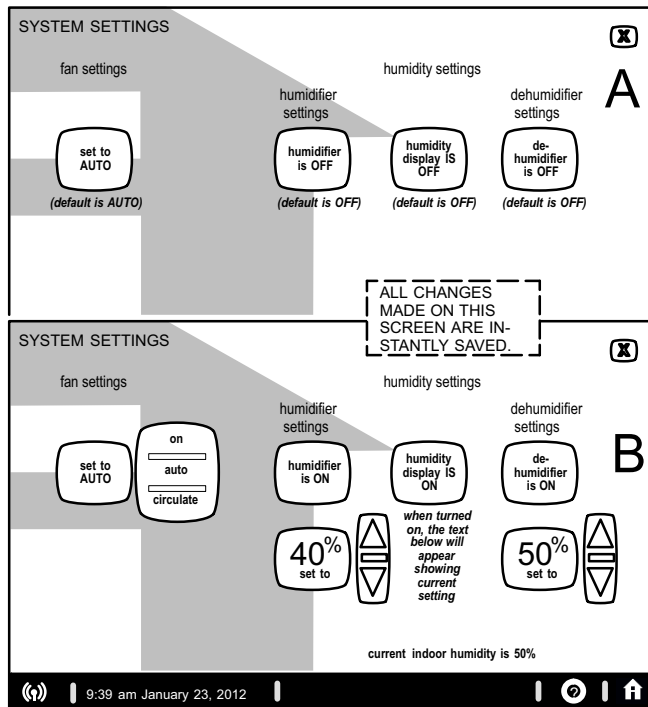 SYSTEM SETTINGS
X
fan settings
humidity settings
A
humidifier
settings
dehumidifier
settings
set to
AUTO
humidifier
is OFF
humidity
display IS
OFF
de-
humidifier
is OFF
(default is AUTO)
(default is OFF)
(default is OFF)
(default is OFF)
ALL CHANGES
MADE ON THIS
SCREEN ARE IN-
STANTLY SAVED.
SYSTEM SETTINGS
X
fan settings
humidity settings
humidifier
settings
dehumidifier
settings
B
set to
AUTO
on
auto
circulate
humidifier
is ON
humidity
display IS
ON
de-
humidifier
is ON
40%
set to
when turned
on, the text
below will
appear
showing
current
setting
50%
set to
current indoor humidity is 50%
9:39 am January 23, 2012
?